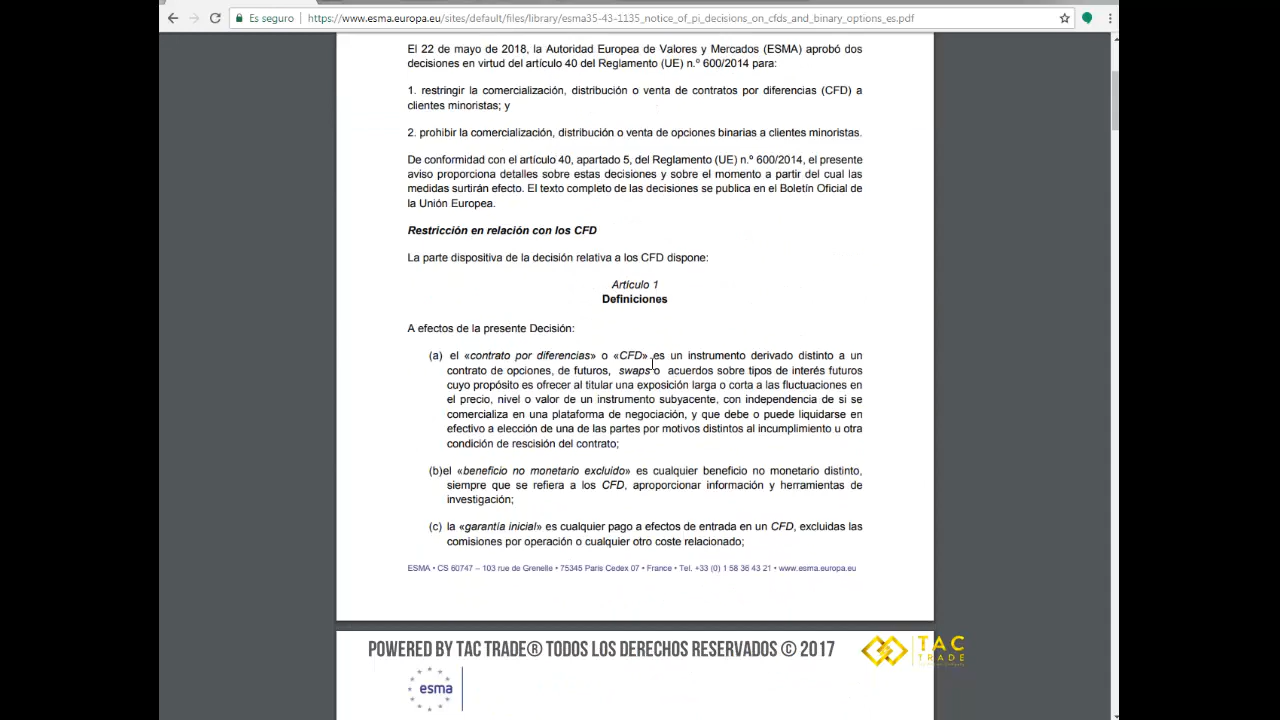 Es seguro
https://www.esma.europa.eu/sites/default/files/library/esma35-43-1135_notice_of_pi_decisions_on_cfds_and_binary_options_es.pdf
El 22 de mayo de 2018, la Autoridad Europea de Valores y Mercados (ESMA) aprobó dos
decisiones en virtud del artículo 40 del Reglamento (UE) n.º 600/2014 para:
1. restringir la comercialización, distribución o venta de contratos por diferencias (CFD) a
clientes minoristas; y
2. prohibir la comercialización, distribución o venta de opciones binarias a clientes minoristas.
De conformidad con el artículo 40, apartado 5, del Reglamento (UE) n.º 600/2014, el presente
aviso proporciona detalles sobre estas decisiones y sobre el momento a partir del cual las
medidas surtirán efecto. El texto completo de las decisiones se publica en el Boletín Oficial de
la Unión Europea.
Restricción en relación con los CFD
La parte dispositiva de la decisión relativa a los CFD dispone:
Artículo 1
Definiciones
A efectos de la presente Decisión:
(a) el «contrato por diferencias» o «CFD» es un instrumento derivado distinto a un
contrato de opciones, de futuros, swaps o acuerdos sobre tipos de interés futuros
cuyo propósito es ofrecer al titular una exposición larga o corta a las fluctuaciones en
el precio, nivel o valor de un instrumento subyacente, con independencia de si se
comercializa en una plataforma de negociación, y que debe o puede liquidarse en
efectivo a elección de una de las partes por motivos distintos al incumplimiento u otra
condición de rescisión del contrato;
(b)el «beneficio no monetario excluido» es cualquier beneficio no monetario distinto,
siempre que se refiera a los CFD, aproporcionar información y herramientas de
investigación;
(c) la «garantía inicial» es cualquier pago a efectos de entrada en un CFD, excluidas las
comisiones por operación o cualquier otro coste relacionado;
ESMA • CS 60747 – 103 rue de Grenelle • 75345 Paris Cedex 07 • France • Tel. +33 (0) 1 58 36 43 21 • www.esma.europa.eu
POWERED BY TAC TRADE® TODOS LOS DERECHOS RESERVADOS © 2017
TAC
TRADE
esma